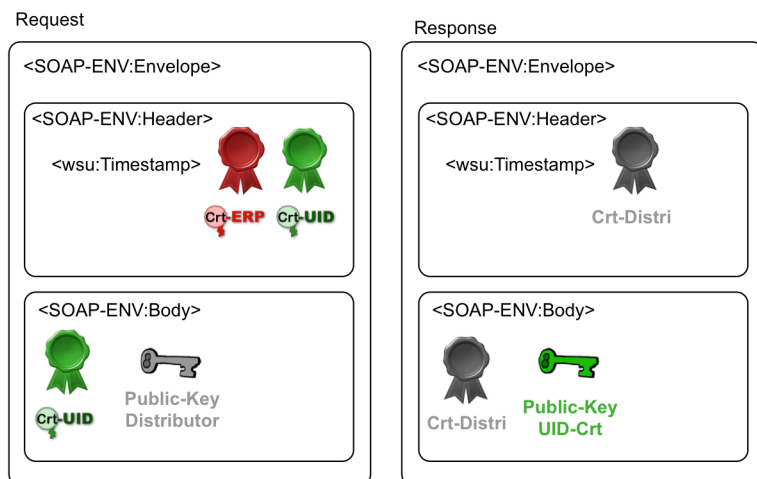 Request
<SOAP-ENV:Envelope>
<SOAP-ENV:Header>
<wsu:Timestamp>
Crt-ERP Crt-UID
<SOAP-ENV:Body>
Crt-UID
Public-Key
Distributor
Response
<SOAP-ENV:Envelope>
<SOAP-ENV:Header>
<wsu:Timestamp>
Crt-Distri
<SOAP-ENV:Body>
Crt-Distri
Public-Key
UID-Crt